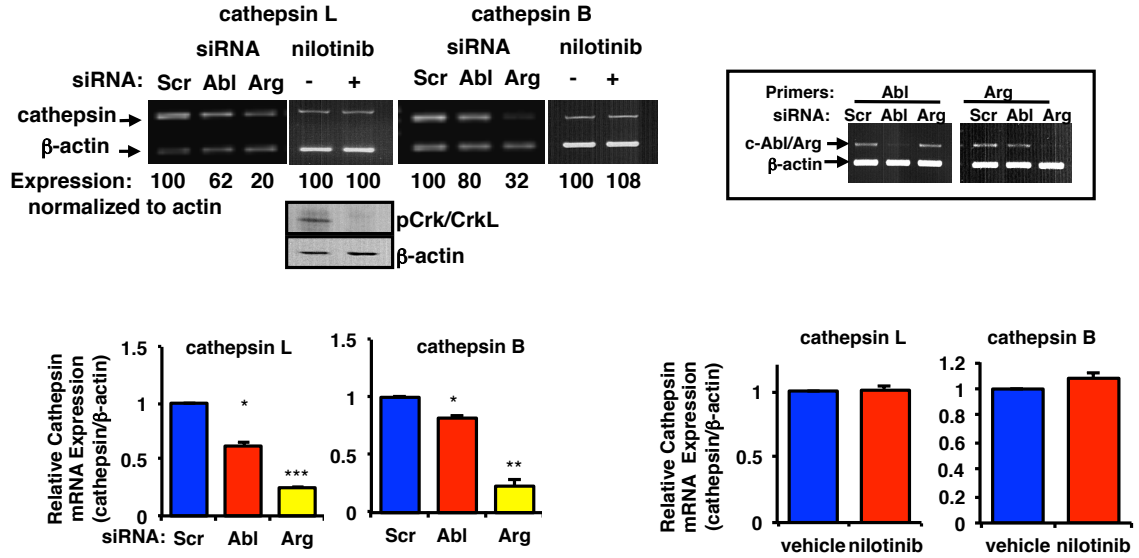 cathepsin L
cathepsin B
siRNA nilotinib siRNA nilotinib
siRNA: Scr Abl Arg - + Scr Abl Arg - +
cathepsin
β-actin
Expression: 100 62 20 100 100 100 80 32 100 108
normalized to actin
pCrk/CrkL
β-actin
Primers: Abl Arg
siRNA: Scr Abl Arg Scr Abl Arg
c-Abl/Arg
β-actin
Relative Cathepsin
mRNA Expression
(cathepsin/β-actin)
cathepsin L
1.5
1
0.5
0
*
***
siRNA: Scr Abl Arg
cathepsin B
1.5
1
0.5
0
*
**
Scr Abl Arg
Relative Cathepsin
mRNA Expression
(cathepsin/β-actin)
cathepsin L
1.5
1
0.5
0
vehicle nilotinib
cathepsin B
1.2
1
0.8
0.6
0.4
0.2
0
vehicle nilotinib